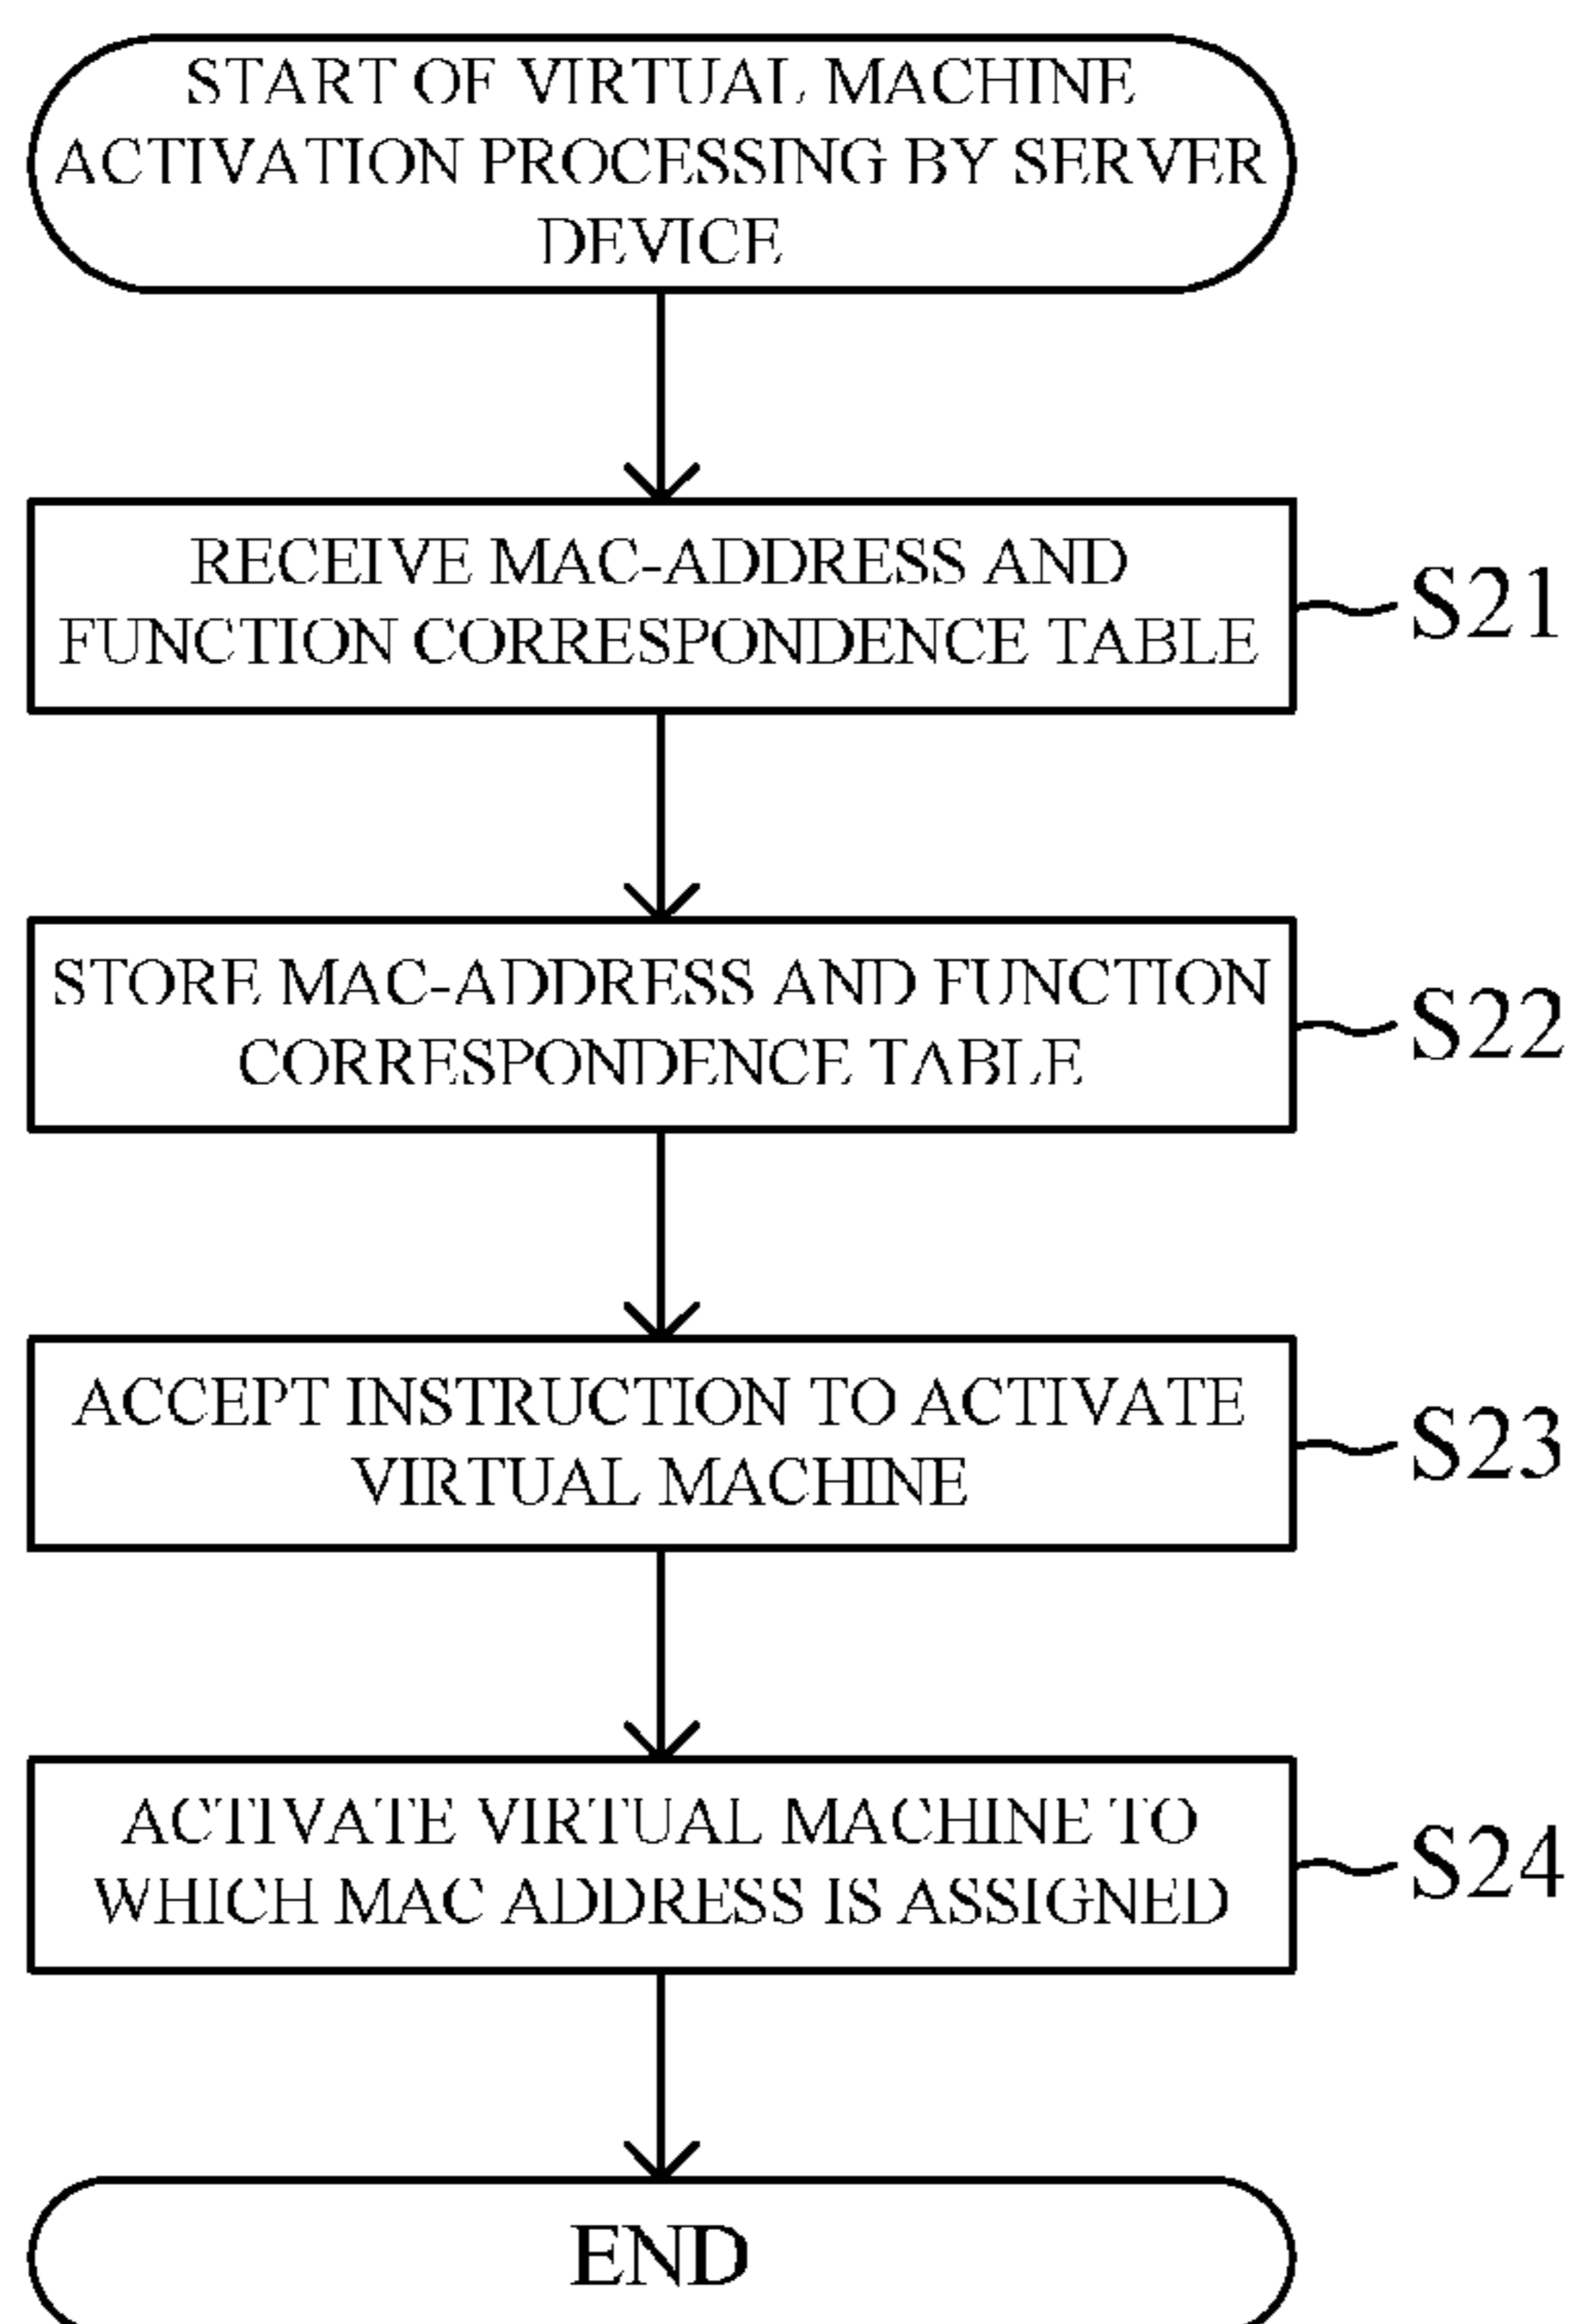 START OF VIRTUAL MACHINE
ACTIVATION PROCESSING BY SERVER
DEVICE
RECEIVE MAC-ADDRESS AND
FUNCTION CORRESPONDENCE TABLE
S21
STORE MAC-ADDRESS AND FUNCTION
CORRESPONDENCE TABLE
S22
ACCEPT INSTRUCTION TO ACTIVATE
VIRTUAL MACHINE
S23
ACTIVATE VIRTUAL MACHINE TO
WHICH MAC ADDRESS IS ASSIGNED
S24
END